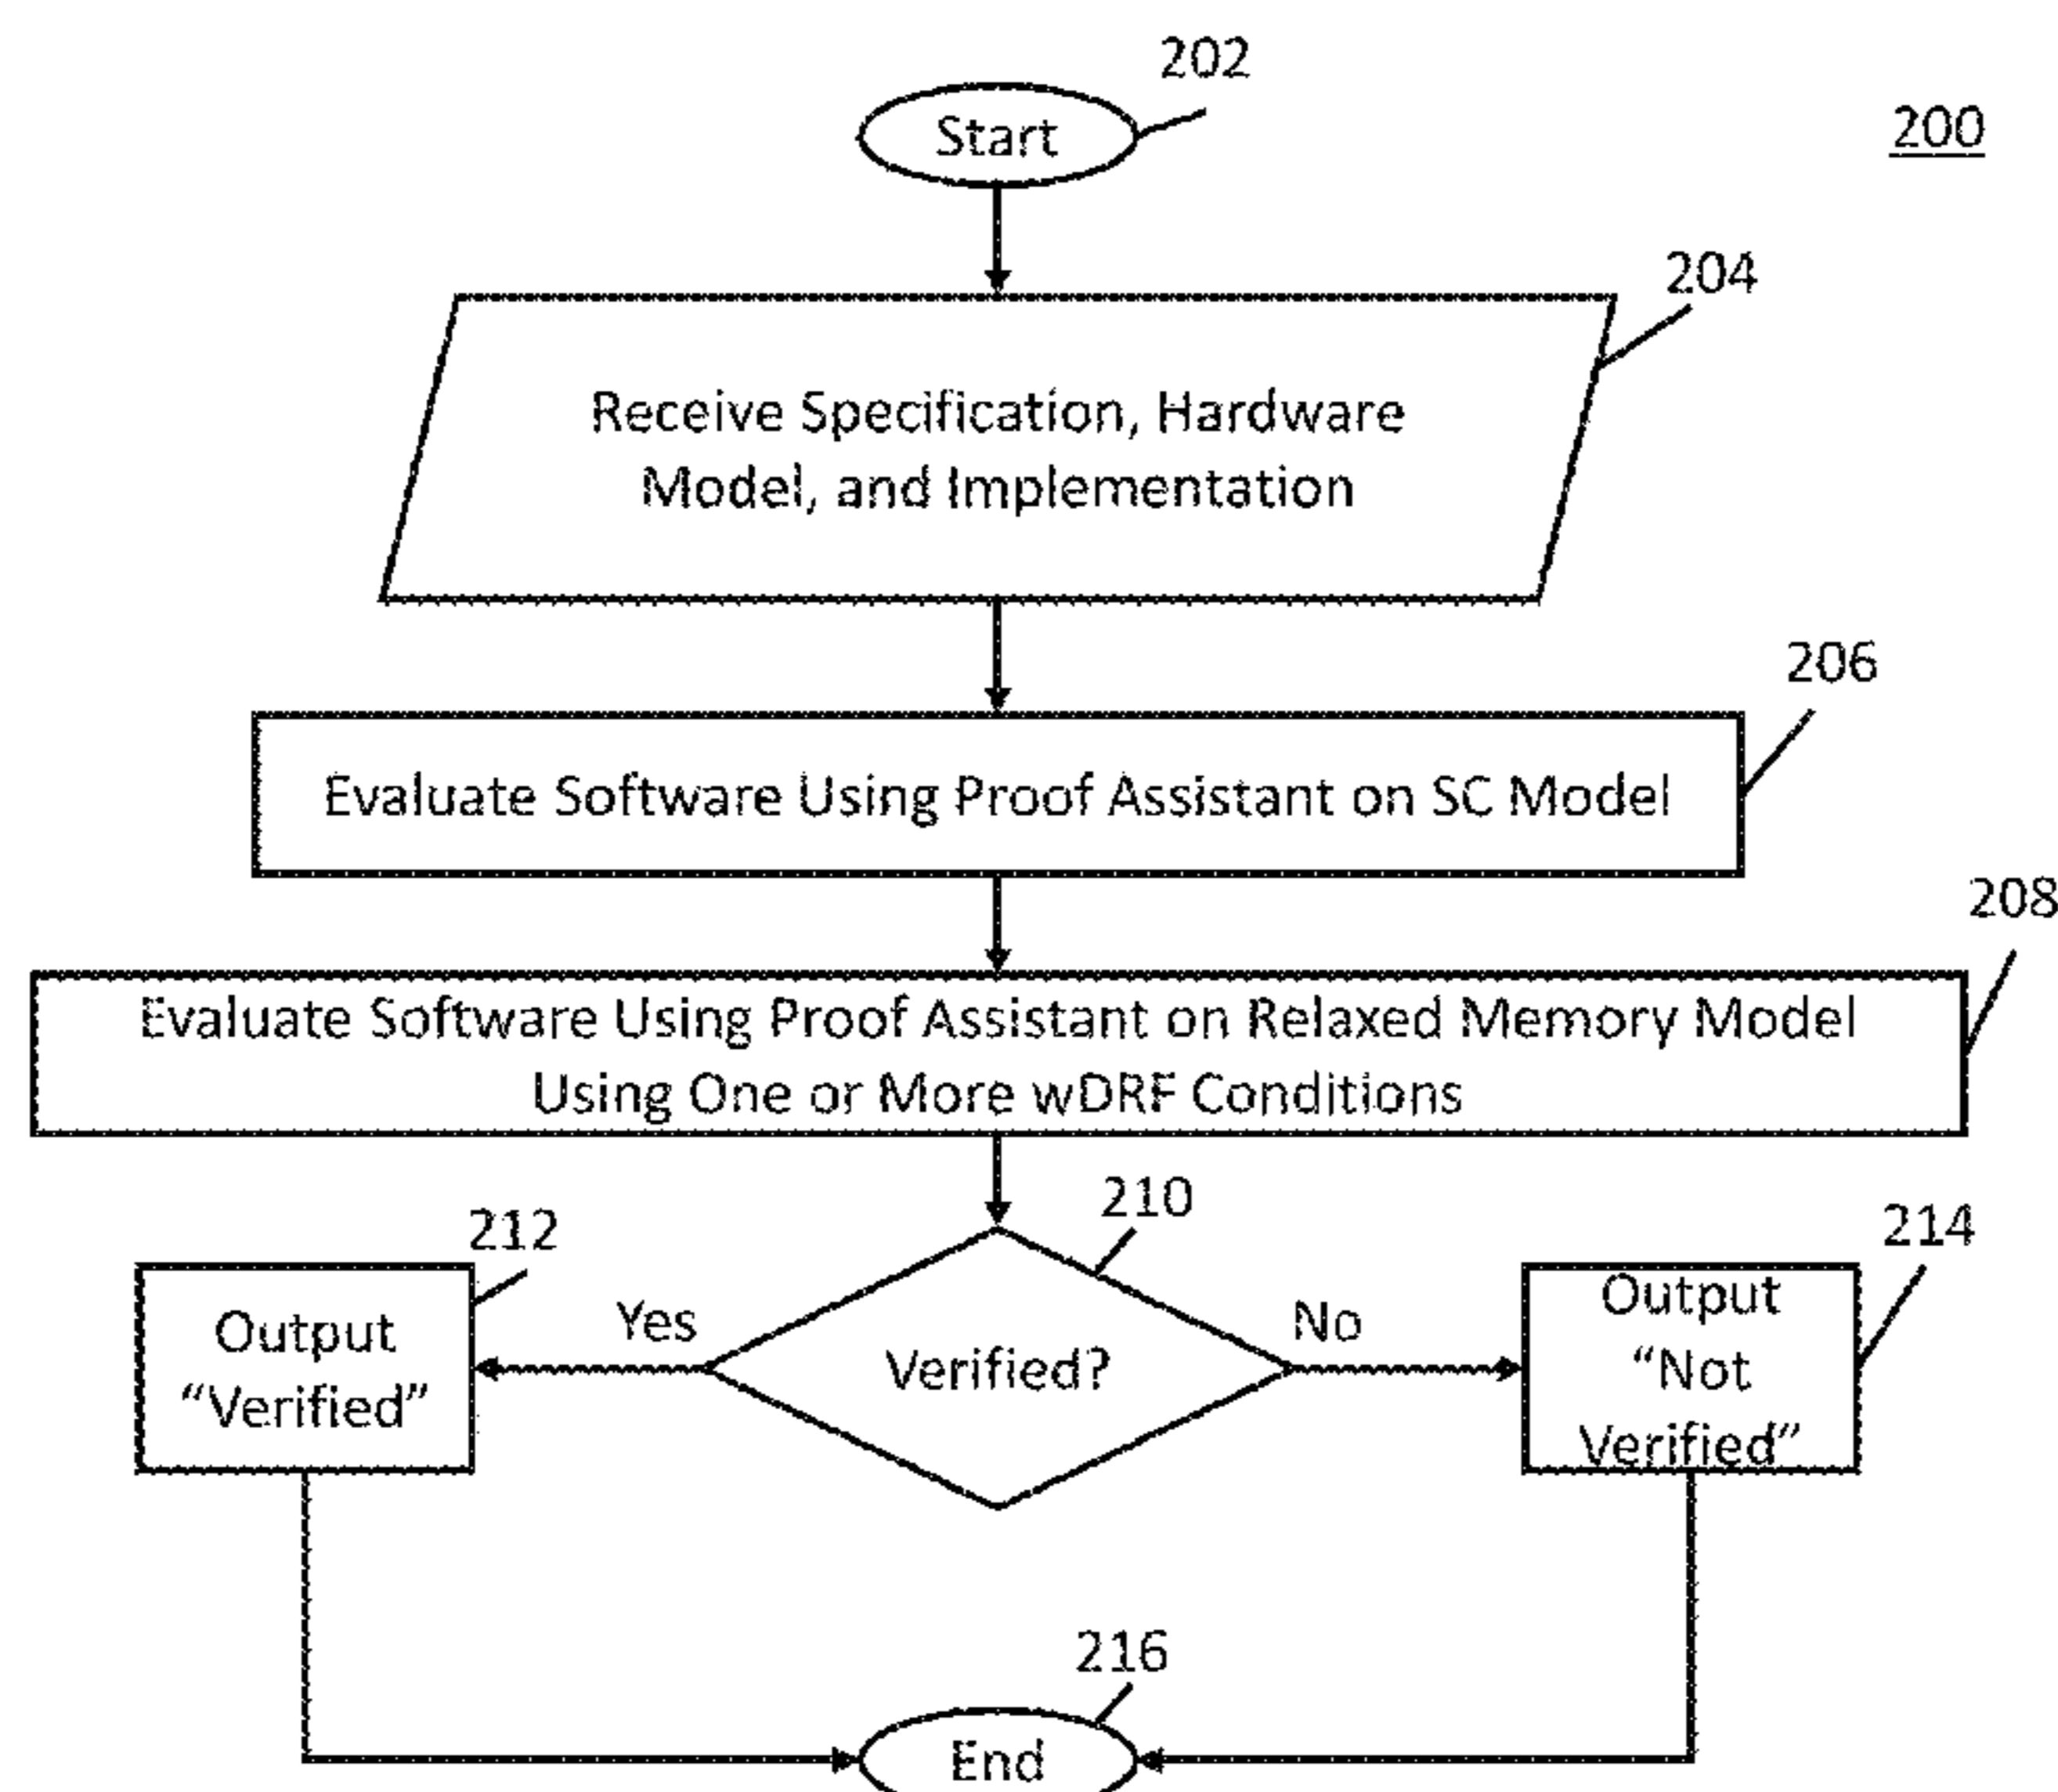 202
Start
200
204
Receive Specification, Hardware
Model, and Implementation
206
Evaluate Software Using Proof Assistant on SC Model
208
Evaluate Software Using Proof Assistant on Relaxed Memory Model
Using One or More wDRF Conditions
210
212
214
Output
“Verified”
Yes
Verified?
No
Output
“Not
Verified”
216
End